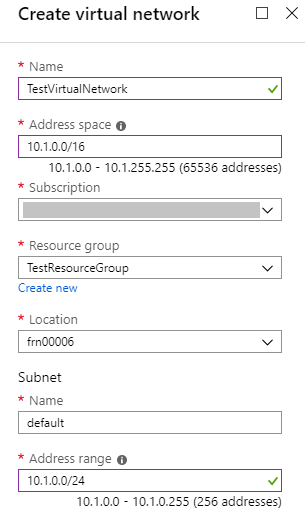 Create virtual network
* Name
TestVirtualNetwork
* Address space
10.1.0.0/16
10.1.0.0 - 10.1.255.255 (65536 addresses)
* Subscription
* Resource group
TestResourceGroup
Create new
* Location
frn00006
Subnet
* Name
default
* Address range
10.1.0.0/24
10.1.0.0 - 10.1.0.255 (256 addresses)